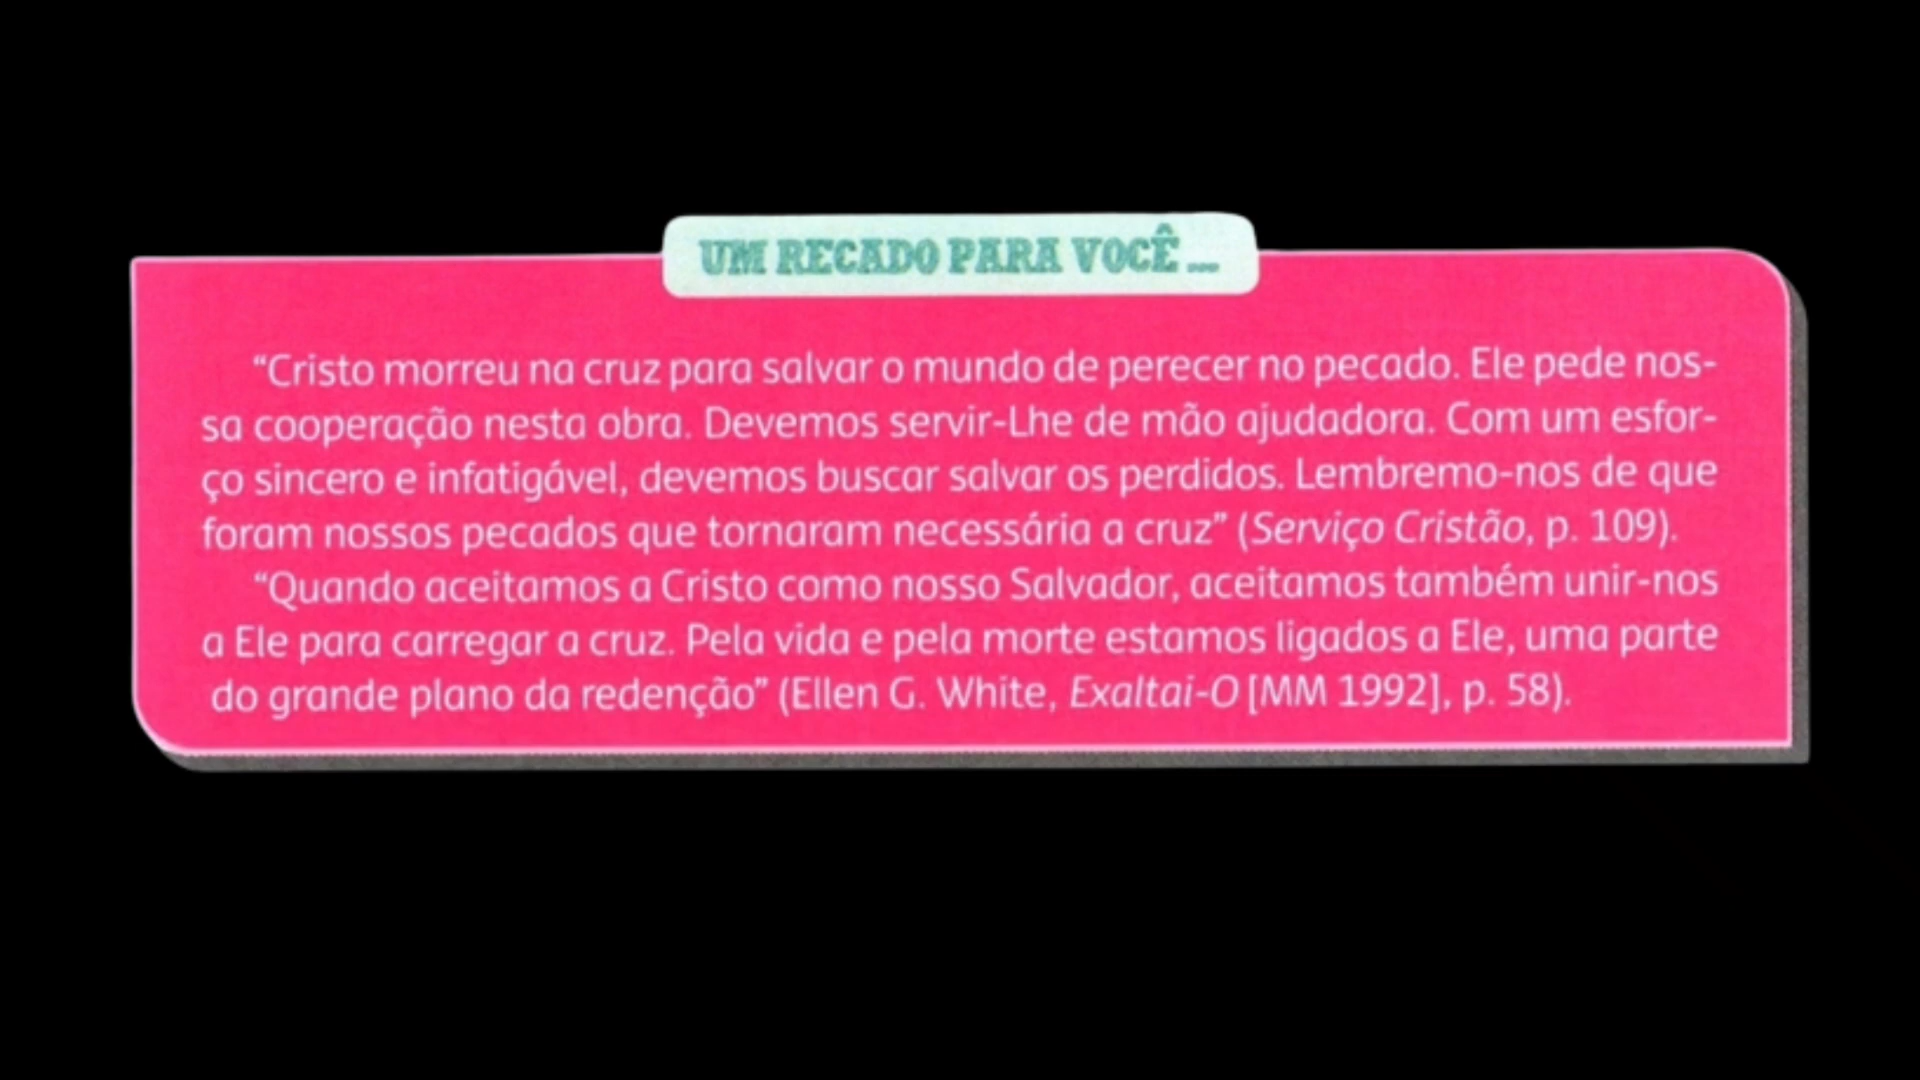 UM RECADO PARA VOCÊ...
“Cristo morreu na cruz para salvar o mundo de perecer no pecado. Ele pede nos-
sa cooperação nesta obra. Devemos servir-Lhe de mão ajudadora. Com um esfor-
ço sincero e infatigável, devemos buscar salvar os perdidos. Lembremo-nos de que
foram nossos pecados que tornaram necessária a cruz” (Serviço Cristão, p. 109).
“Quando aceitamos a Cristo como nosso Salvador, aceitamos também unir-nos
a Ele para carregar a cruz. Pela vida e pela morte estamos ligados a Ele, uma parte
do grande plano da redenção” (Ellen G. White, Exaltai-O [MM 1992], p. 58).